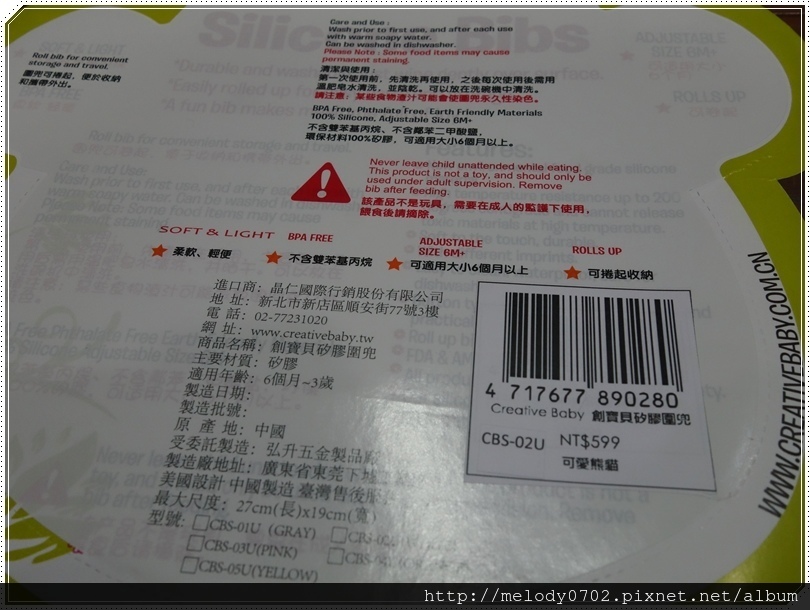 Care and Use :
Wash prior to first use, and after each use
with warm soapy water.
Can be washed in dishwasher.
Please Note : Some food items may cause
permanent staining.
清潔與使用：
第一次使用前，先清洗再使用，之後每次使用後需用
溫肥皂水清洗，並陰乾。可以放在洗碗機中清洗。
請注意：某些食物渣汁可能會使圍兜永久性染色。
Roll bib for convenient
storage and travel.
圍兜可捲起，便於收納
和攜帶外出。
BPA Free, Phthalate Free, Earth Friendly Materials
100% Silicone, Adjustable Size 6M+
不含雙苯基丙烷、不含鄰苯二甲酸鹽，
環保材料100%矽膠，可適用大小6個月以上。
Never leave child unattended while eating.
This product is not a toy, and should only be
used under adult supervision. Remove
bib after feeding.
該產品不是玩具，需要在成人的監護下使用，
餵食後請摘除。
SOFT & LIGHT
柔軟、輕便
BPA FREE
不含雙苯基丙烷
ADJUSTABLE
SIZE 6M+
可適用大小6個月以上
ROLLS UP
可捲起收納
進口商：晶仁國際行銷股份有限公司
地 址：新北市新店區順安街77號3樓
電 話：02-77231020
網 址：www.creativebaby.tw
商品名稱：創寶貝矽膠圍兜
主要材質：矽膠
適用年齡：6個月~3歲
製造日期：
製造批號：
原 產 地：中國
受委託製造：弘升五金製品廠
製造廠地址：廣東省東莞下
美國設計 中國製造 臺灣售後服
最大尺度：27cm(長)x19cm(寬)
型號：□CBS-01U (GRAY)
□CBS-03U(PINK)
□CBS-05U(YELLOW)
4 717677 890280
Creative Baby 創寶貝矽膠圍兜
CBS-02U NT$599
可愛熊貓
WWW.CREATIVEBABY.COM.CN
http://melody0702.pixnet.net/album